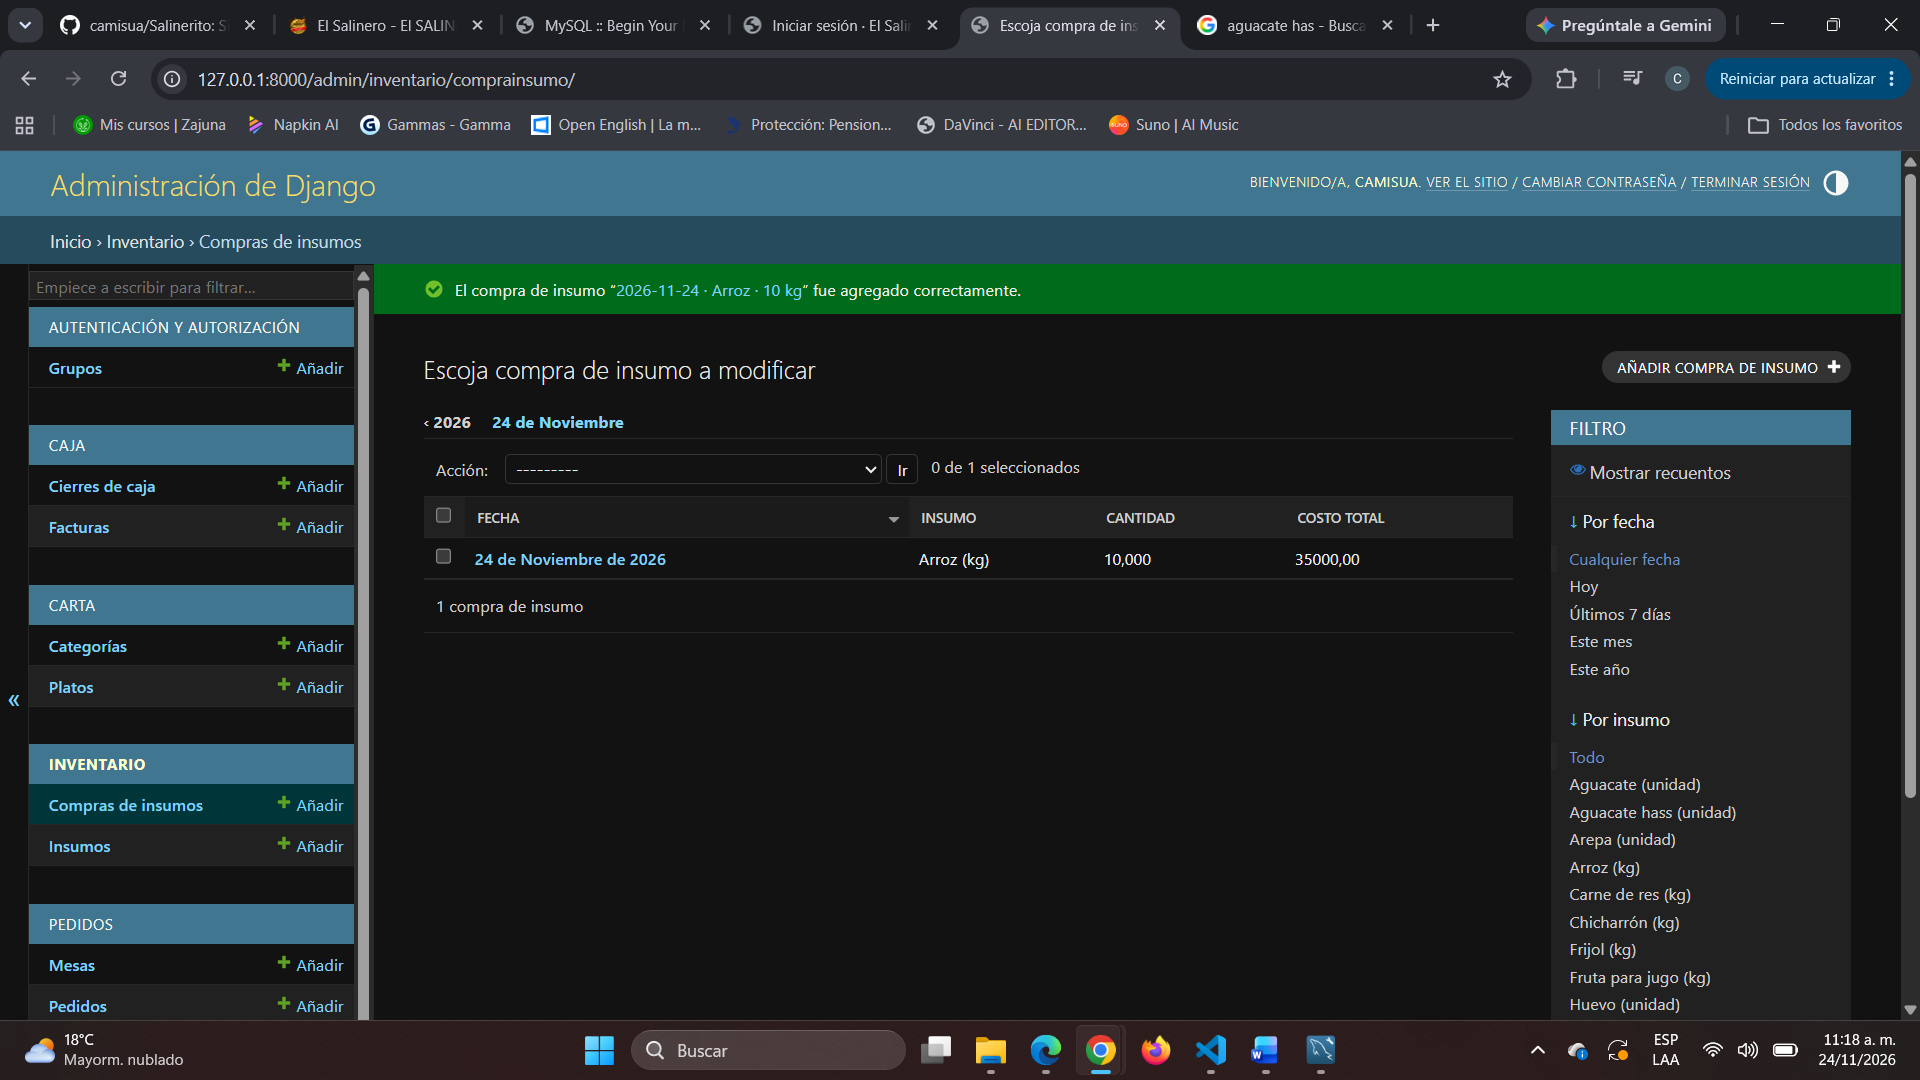 camisua/Salinerito: S
El Salinero - El SALIN
MySQL :: Begin Your
Iniciar sesión · El Salin
Escoja compra de ins
aguacate has - Busca
Pregúntale a Gemini
127.0.0.1:8000/admin/inventario/comprainsumo/
C
Reiniciar para actualizar
Mis cursos | Zajuna
Napkin AI
Gammas - Gamma
Open English | La m...
Protección: Pension...
DaVinci - AI EDITOR...
Suno | AI Music
Todos los favoritos
Administración de Django
BIENVENIDO/A, CAMISUA. VER EL SITIO / CAMBIAR CONTRASEÑA / TERMINAR SESIÓN
Inicio › Inventario › Compras de insumos
Empiece a escribir para filtrar...
AUTENTICACIÓN Y AUTORIZACIÓN
Grupos
Añadir
CAJA
Cierres de caja
Añadir
Facturas
Añadir
CARTA
Categorías
Añadir
Platos
Añadir
«
INVENTARIO
Compras de insumos
Añadir
Insumos
Añadir
PEDIDOS
Mesas
Añadir
Pedidos
Añadir
El compra de insumo “2026-11-24 · Arroz · 10 kg” fue agregado correctamente.
Escoja compra de insumo a modificar
AÑADIR COMPRA DE INSUMO
‹ 2026
24 de Noviembre
Acción:
---------
Ir
0 de 1 seleccionados
FECHA
INSUMO
CANTIDAD
COSTO TOTAL
24 de Noviembre de 2026
Arroz (kg)
10,000
35000,00
1 compra de insumo
FILTRO
Mostrar recuentos
↓ Por fecha
Cualquier fecha
Hoy
Últimos 7 días
Este mes
Este año
↓ Por insumo
Todo
Aguacate (unidad)
Aguacate hass (unidad)
Arepa (unidad)
Arroz (kg)
Carne de res (kg)
Chicharrón (kg)
Frijol (kg)
Fruta para jugo (kg)
Huevo (unidad)
18°C
Mayorm. nublado
Buscar
ESP
LAA
11:18 a. m.
24/11/2026